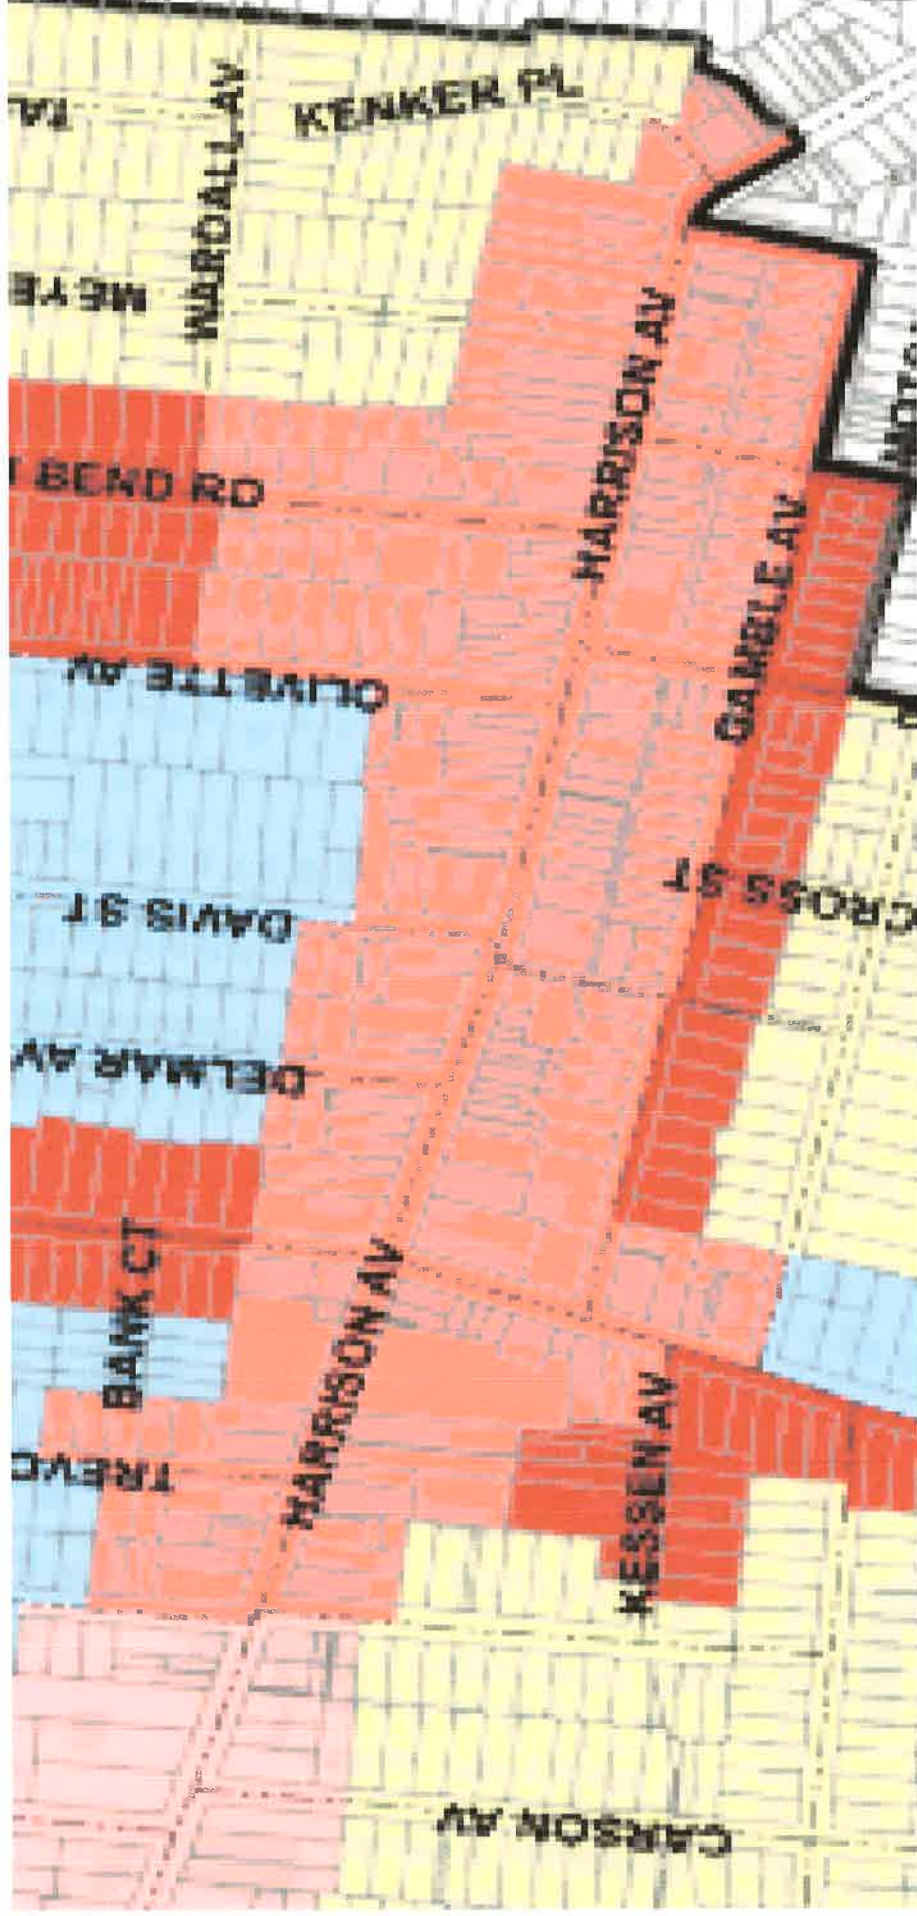 KENKER PL
WARDALL AV
HARRISON AV
T BEND RD
GAMBLE AV
OLIVETTE AV
CROSS ST
DAVIS ST
DELMAR AV
BANK CT
HARRISON AV
KESSEN AV
TREVO
CARSON AV